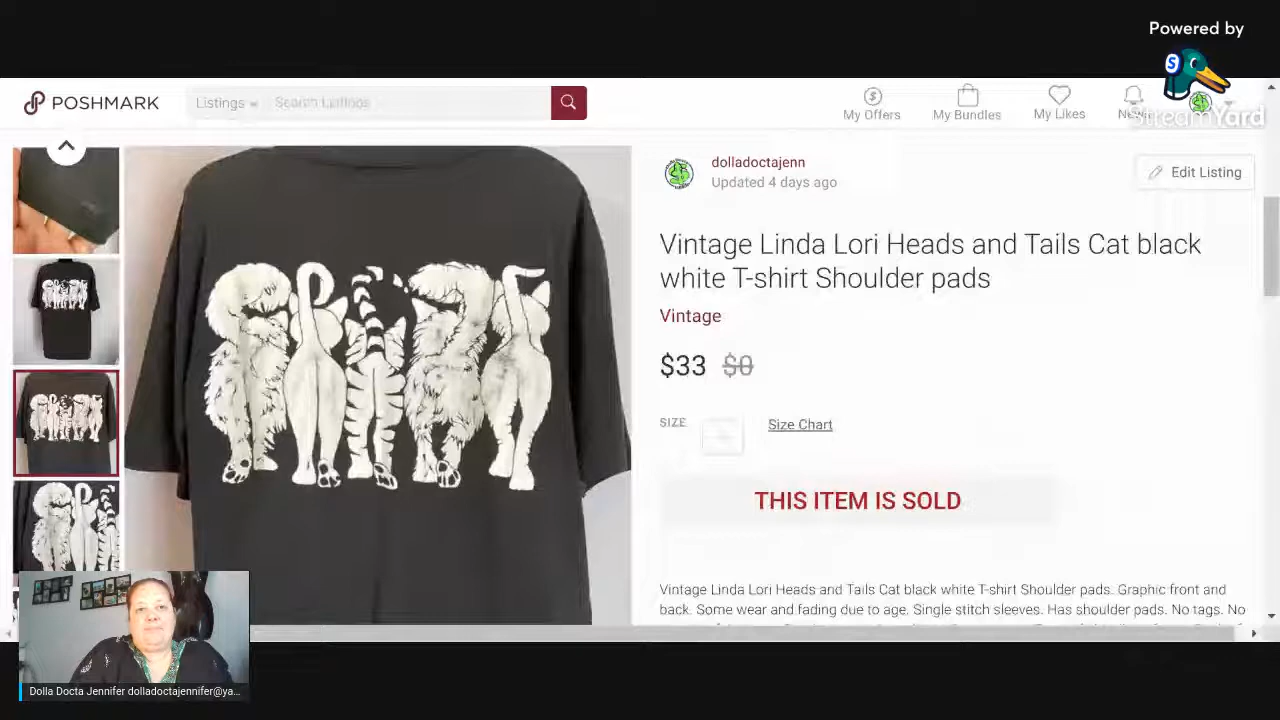 Powered by
StreamYard
POSHMARK
Listings
Search Listings
My Offers
My Bundles
My Likes
dolladoctajenn
Updated 4 days ago
Edit Listing
Vintage Linda Lori Heads and Tails Cat black
white T-shirt Shoulder pads
Vintage
$33 $0
SIZE
Size Chart
THIS ITEM IS SOLD
Vintage Linda Lori Heads and Tails Cat black white T-shirt Shoulder pads. Graphic front and
back. Some wear and fading due to age. Single stitch sleeves. Has shoulder pads. No tags. No
Dolla Docta Jennifer dolladoctajennifer@ya...